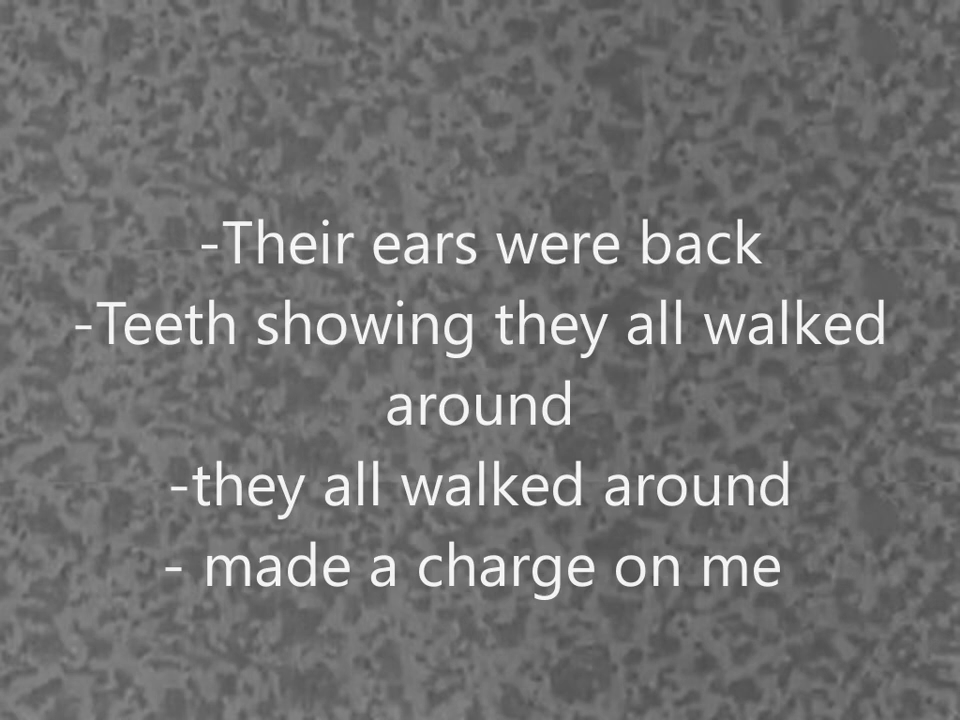 -Their ears were back
-Teeth showing they all walked
around
-they all walked around
- made a charge on me